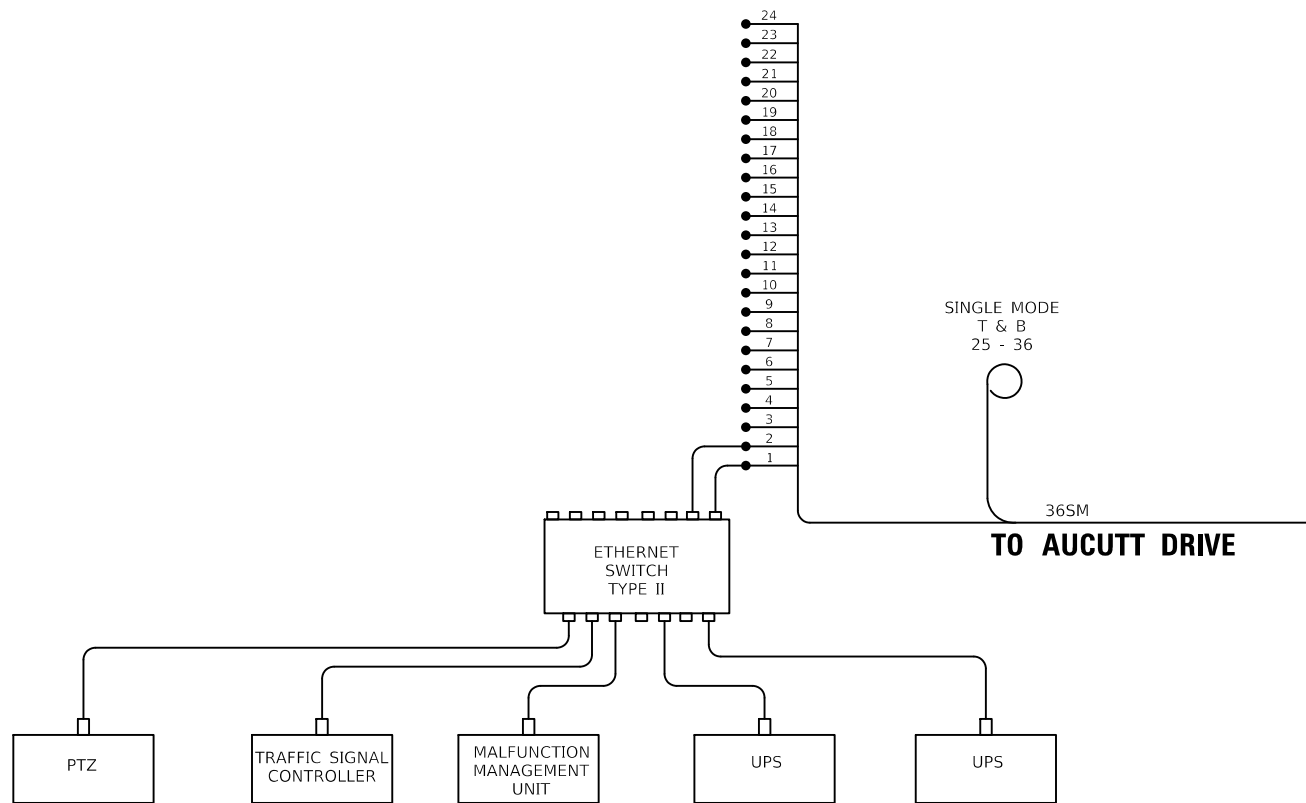 24
23
22
21
20
19
18
17
16
15
14
13
12
11
10
9
8
7
6
5
4
3
2
1
SINGLE MODE
T & B
25 - 36
36SM
TO AUCUTT DRIVE
ETHERNET
SWITCH
TYPE II
PTZ
TRAFFIC SIGNAL
CONTROLLER
MALFUNCTION
MANAGEMENT
UNIT
UPS
UPS